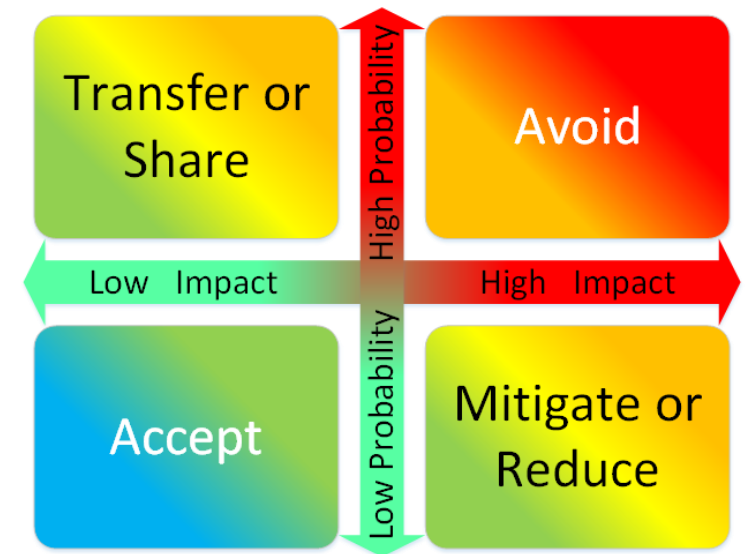 Transfer or
Share
High Probability
Avoid
Low Impact
High Impact
Accept
Low Probability
Mitigate or
Reduce